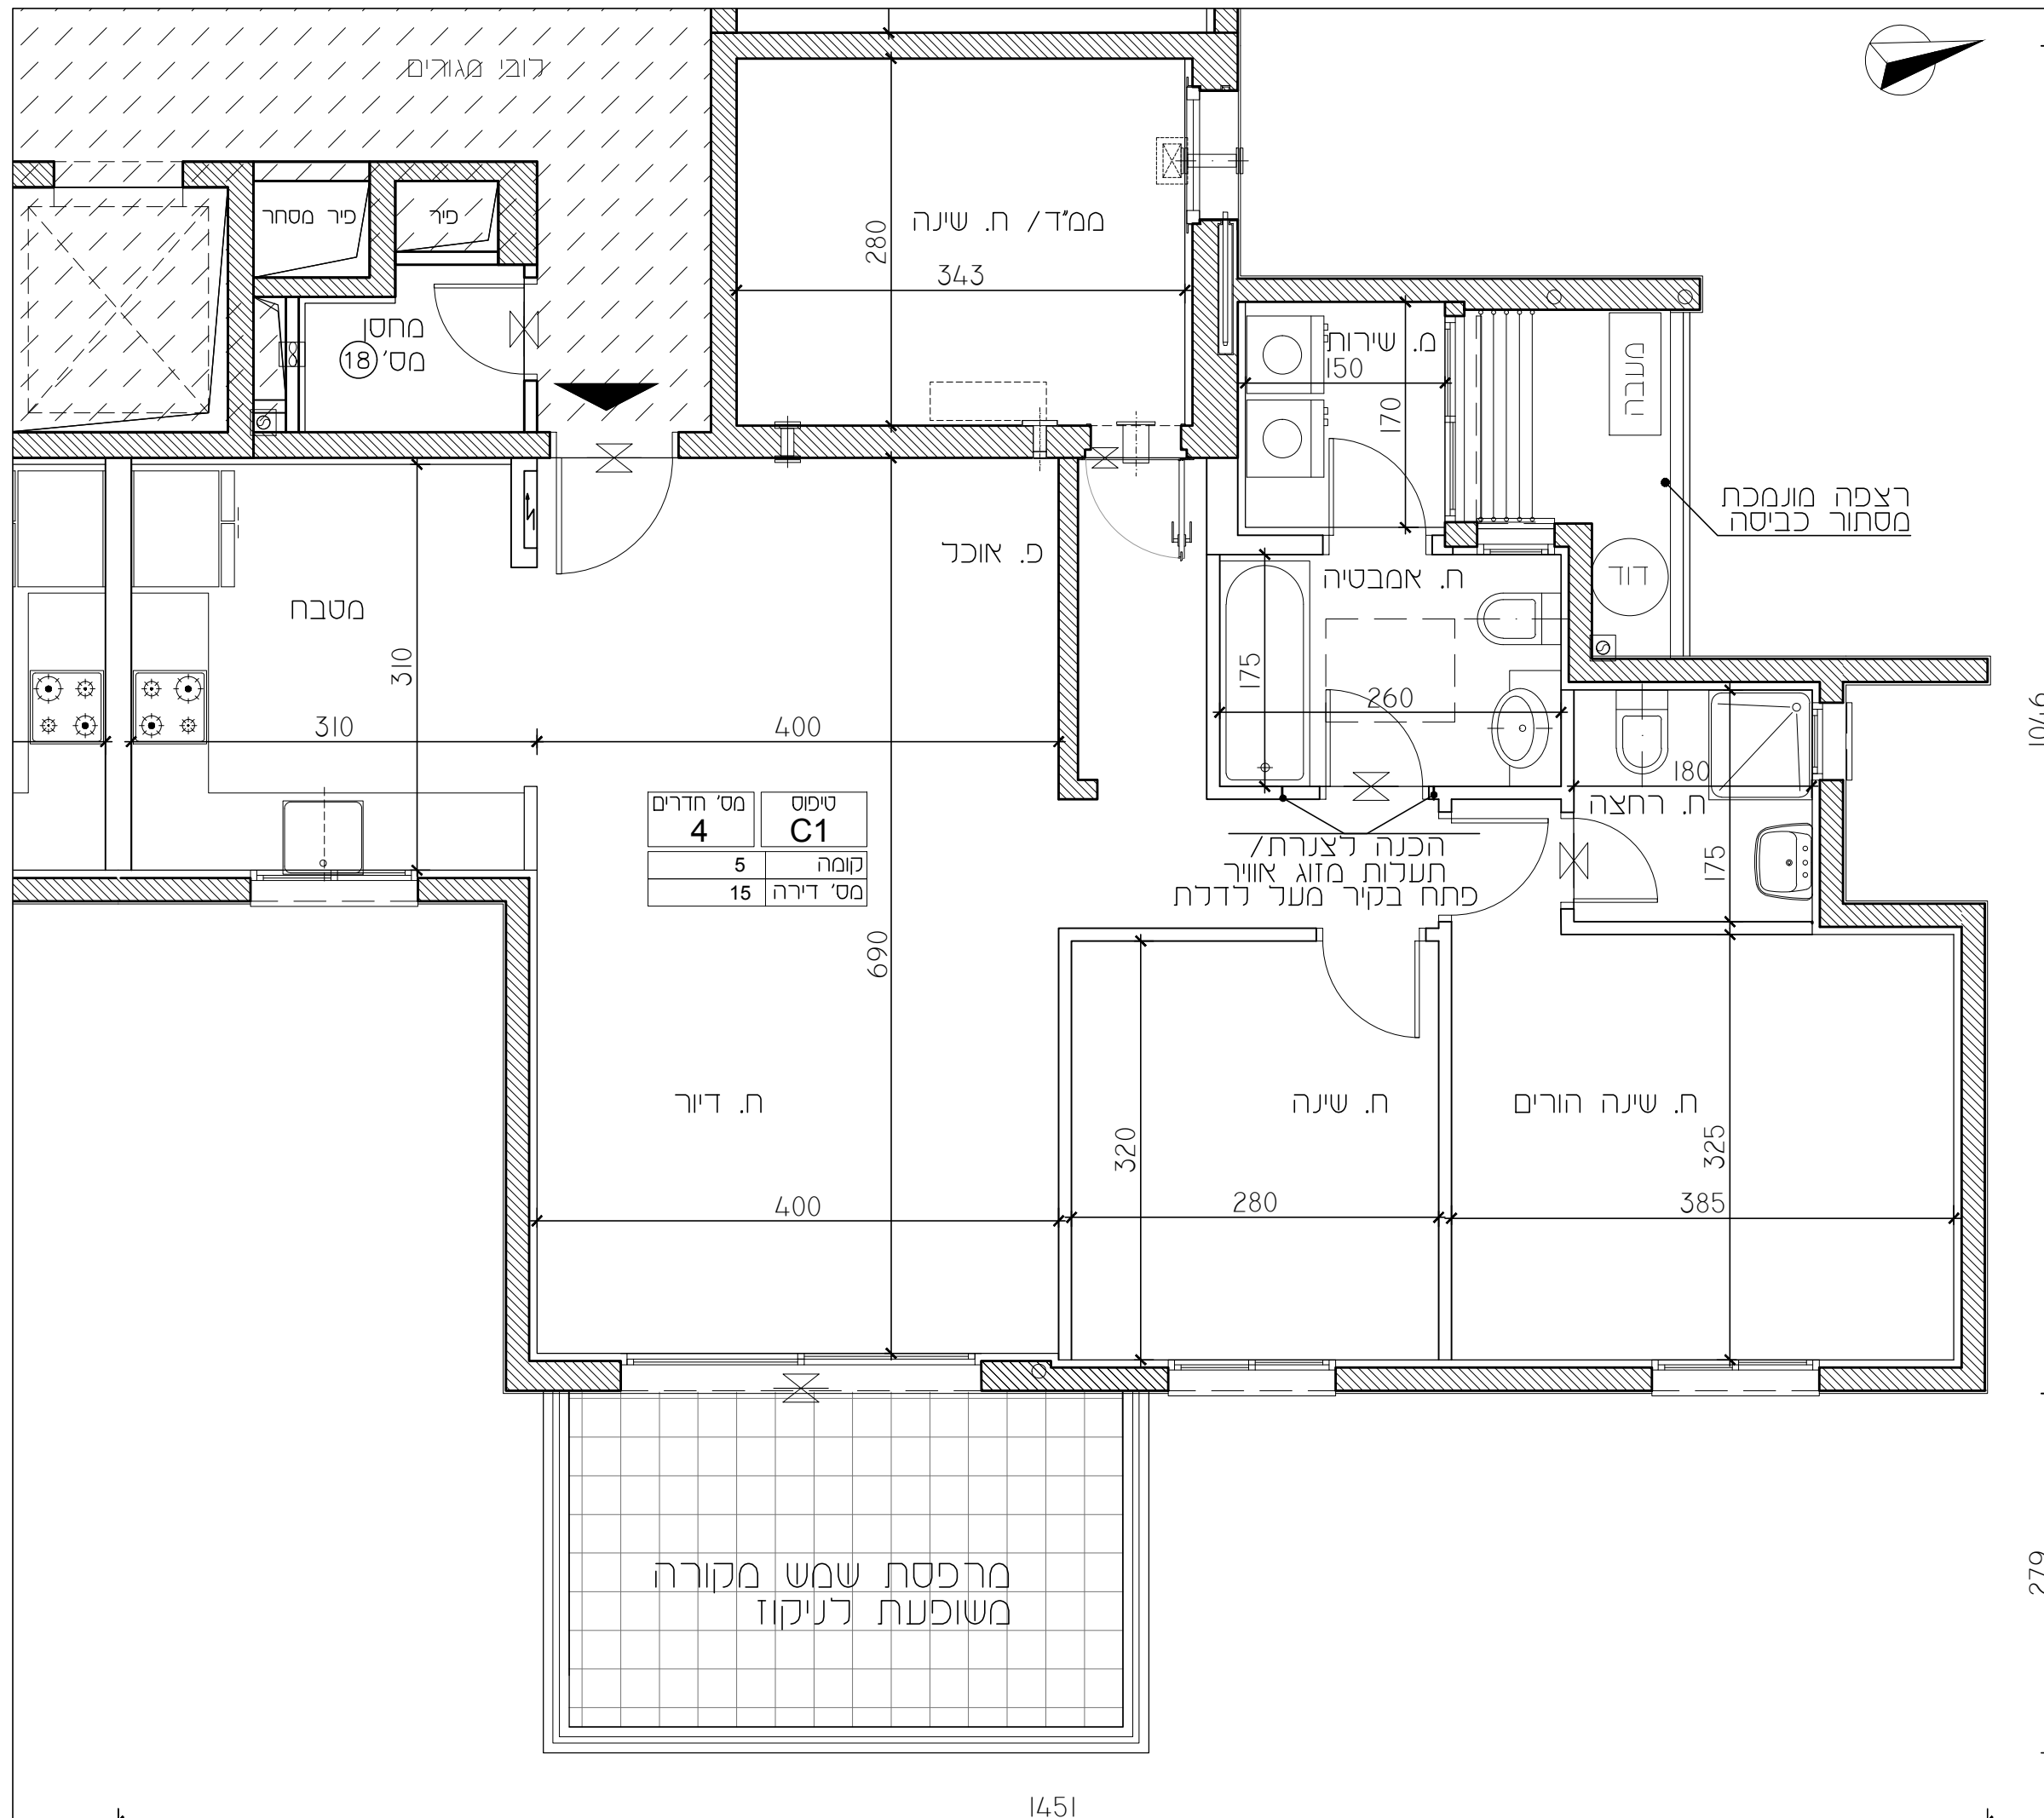 לובי מגורים
פיר מסחר
פיר
מחסן
מס' 18
ממ"ד/ ח. שינה
280
343
מ. שירות
150
170
מעבה
רצפה מונמכת
מסתור כביסה
דוד
פ. אוכל
ח. אמבטיה
175
260
מטבח
310
310
400
180
ח. רחצה
175
1046
טיפוס
C1
מס' חדרים
4
קומה 5
מס' דירה 15
הכנה לצנרת/
תעלות מזוג אוויר
פתח בקיר מעל לדלת
690
ח. דיור
ח. שינה
ח. שינה הורים
320
325
400
280
385
מרפסת שמש מקורה
משופעת לניקוז
279
1451